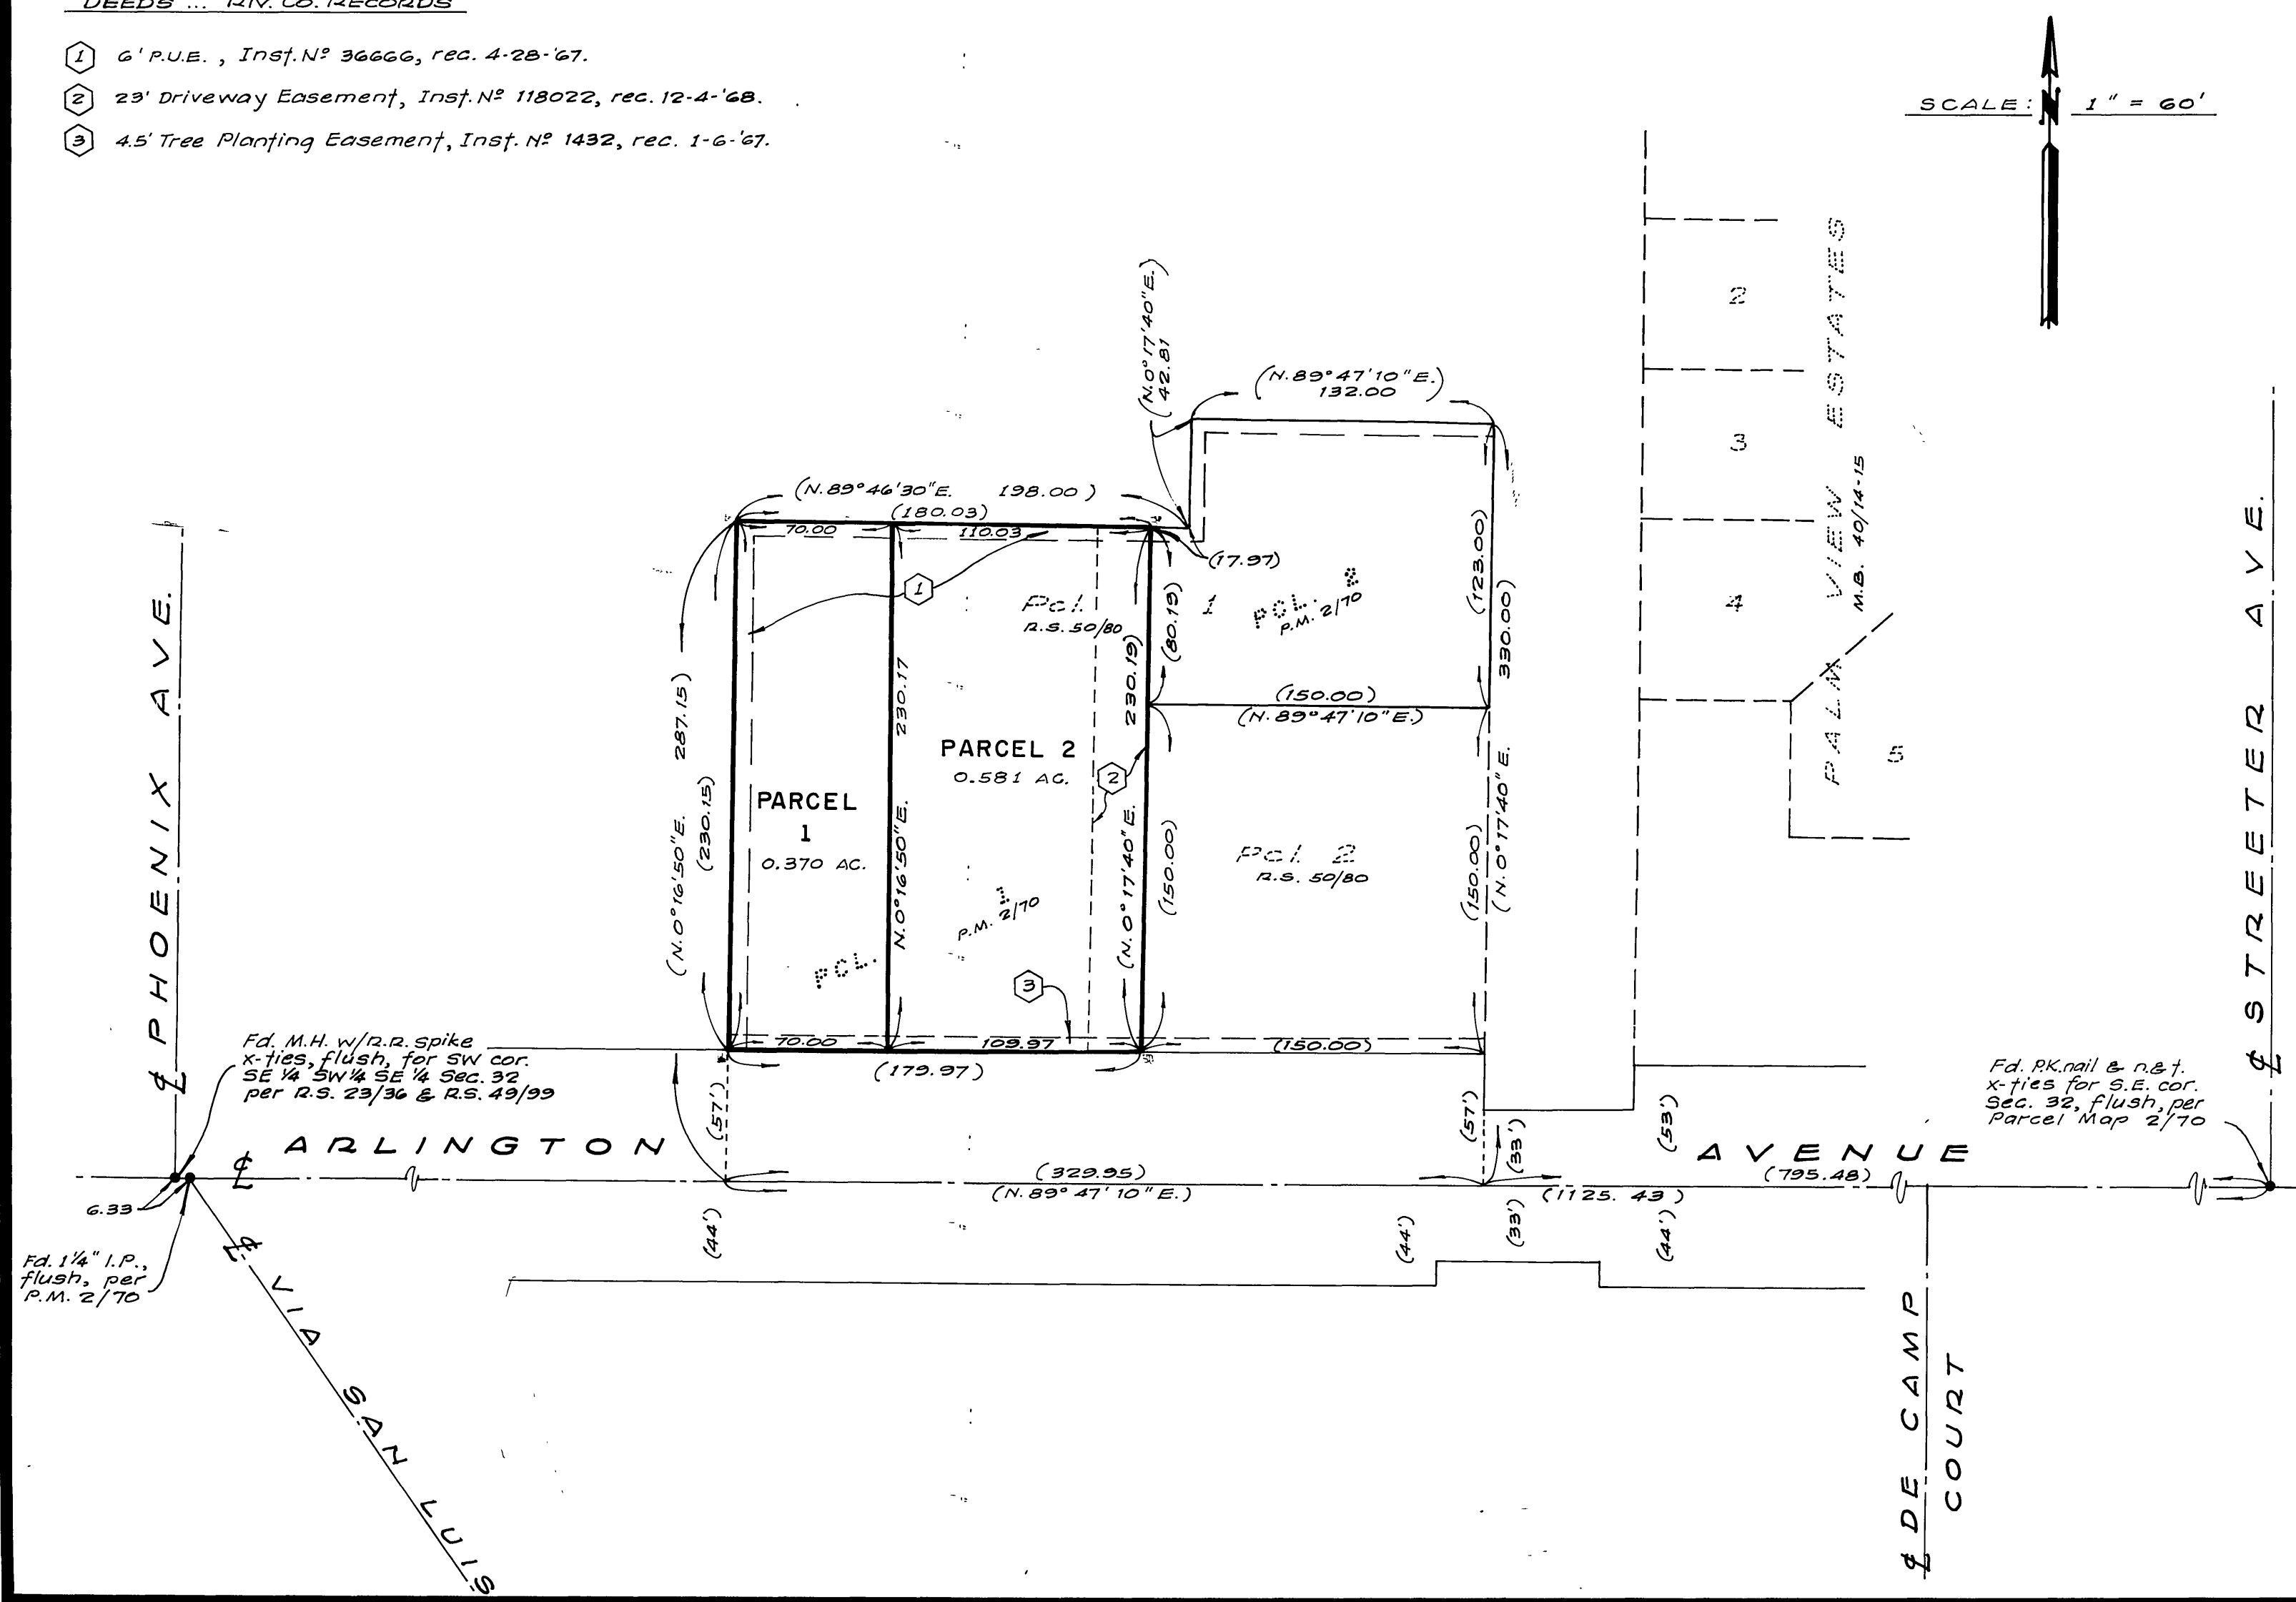 DEEDS ... RIV. CO. RECORDS
1 6' P.U.E. , Inst. Nº 36666, rec. 4-28-'67.
2 23' Driveway Easement, Inst. Nº 118022, rec. 12-4-'68.
3 4.5' Tree Planting Easement, Inst. Nº 1432, rec. 1-6-'67.
SCALE: N 1" = 60'
(N.0°17'40"E.)
42.81
(N.89°47'10"E.)
132.00
(N.89°46'30"E. 198.00)
(180.03)
70.00
110.03
(17.97)
1
Pcl. 1
R.S. 50/80
PCL. 2
P.M. 2/70
(80.19)
(123.00)
330.00)
(N.0°17'40"E.
(N.0°16'50"E. 287.15)
(230.15)
N.0°16'50"E. 230.17
(N.0°17'40"E. 230.19)
(150.00)
(N.89°47'10"E.)
PARCEL 2
0.581 AC.
2
PARCEL
1
0.370 AC.
PCL. 1
P.M. 2/70
3
(150.00)
(150.00)
Pcl. 2
R.S. 50/80
70.00
109.97
(150.00)
(179.97)
2
3
4
5
PALM VIEW ESTATES
M.B. 40/14-15
℄ PHOENIX AVE.
℄ STREETER AVE.
Fd. M.H. w/R.R. spike
x-ties, flush, for SW cor.
SE 1/4 SW 1/4 SE 1/4 Sec. 32
per R.S. 23/36 & R.S. 49/99
Fd. P.K. nail & n.& t.
x-ties for S.E. cor.
Sec. 32, flush, per
Parcel Map 2/70
℄ ARLINGTON AVENUE
(57')
(57')
(33')
(53')
(329.95)
(N.89°47'10"E.)
(795.48)
(1125.43)
6.33
(44')
(44')
(33')
(44')
Fd. 1 1/4" I.P.,
flush, per
P.M. 2/70
℄ VIA SAN LUIS
℄ DE CAMP
COURT